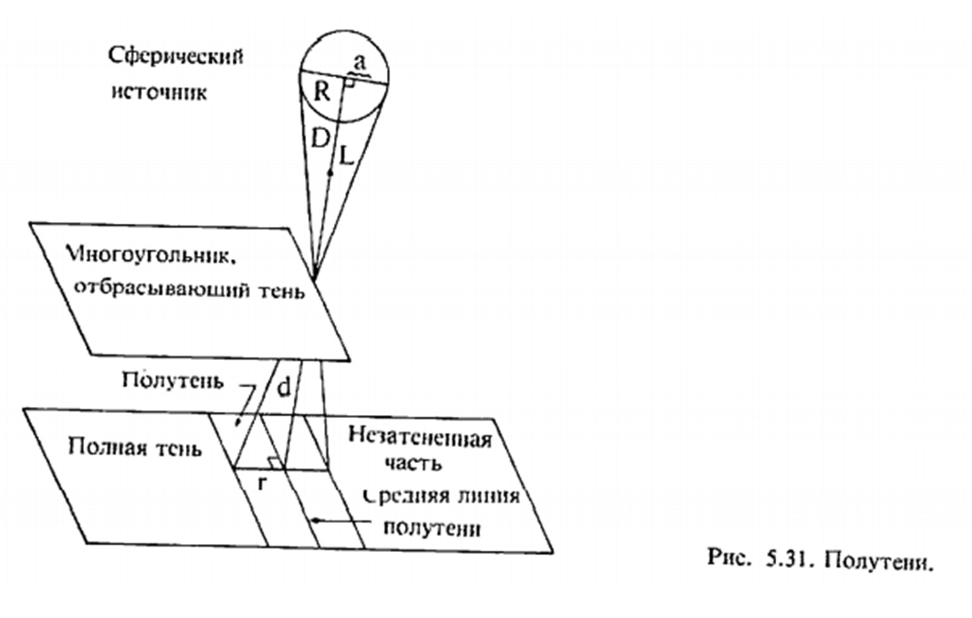 Сферический
источник
a
R
D
L
Многоугольник,
отбрасывающий тень
Полутень
d
Полная тень
Незатененная
часть
r
Средняя линия
полутени
Рис. 5.31. Полутени.